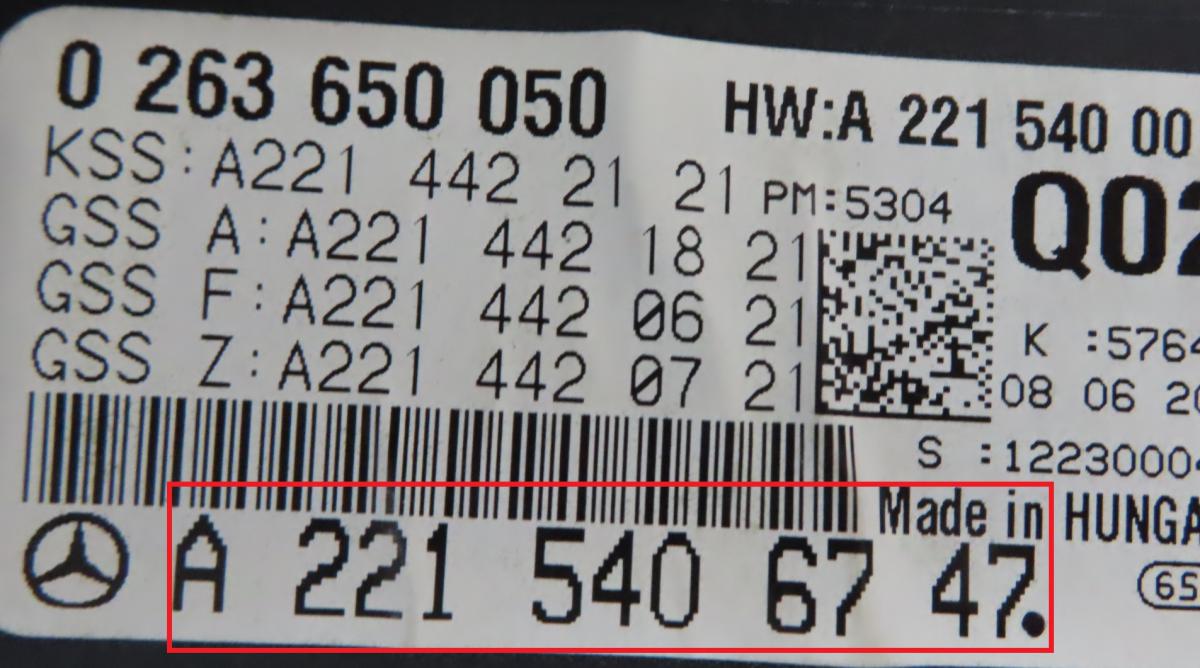 0 263 650 050
HW:A 221 540 00
KSS:A221 442 21 21
PM:5304
Q02
GSS A:A221 442 18 21
GSS F:A221 442 06 21
K :5764
GSS Z:A221 442 07 21
08 06 20
S :1223000
Made in HUNGA
A 221 540 67 47.
65